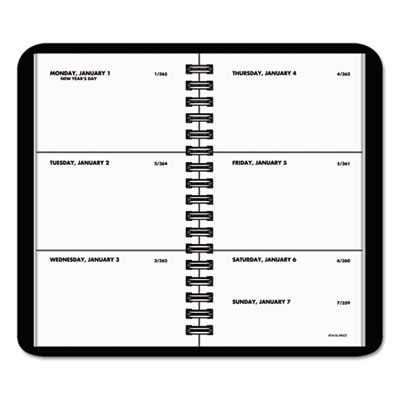 MONDAY, JANUARY 1 1/365
NEW YEAR'S DAY
TUESDAY, JANUARY 2 2/364
WEDNESDAY, JANUARY 3 3/363
THURSDAY, JANUARY 4 4/362
FRIDAY, JANUARY 5 5/361
SATURDAY, JANUARY 6 6/360
SUNDAY, JANUARY 7 7/359
AT-A-GLANCE